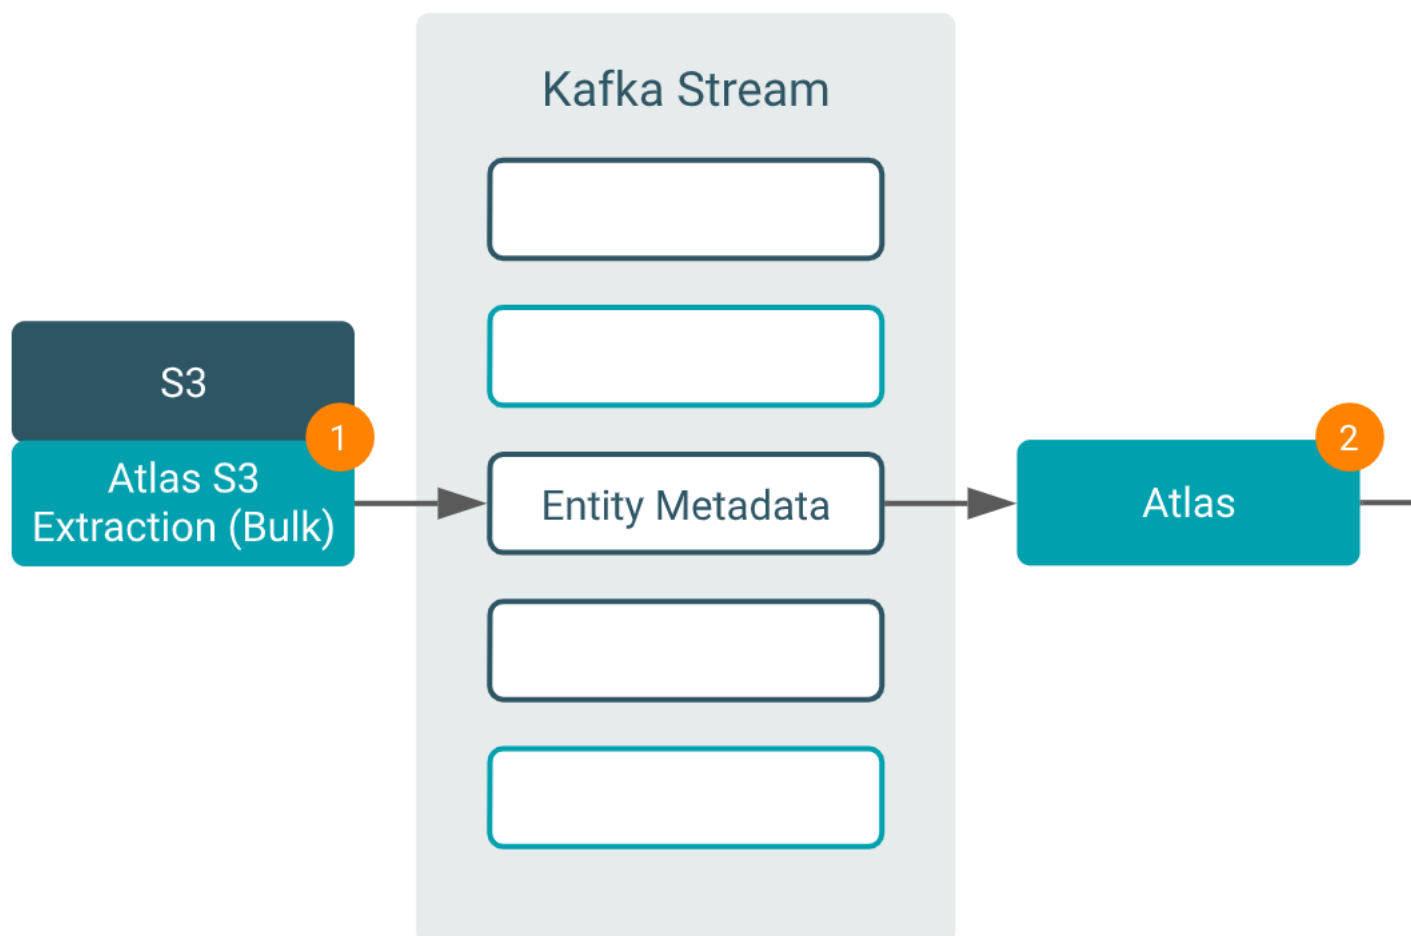 Kafka Stream
S3
1
Atlas S3
Extraction (Bulk)
Entity Metadata
2
Atlas